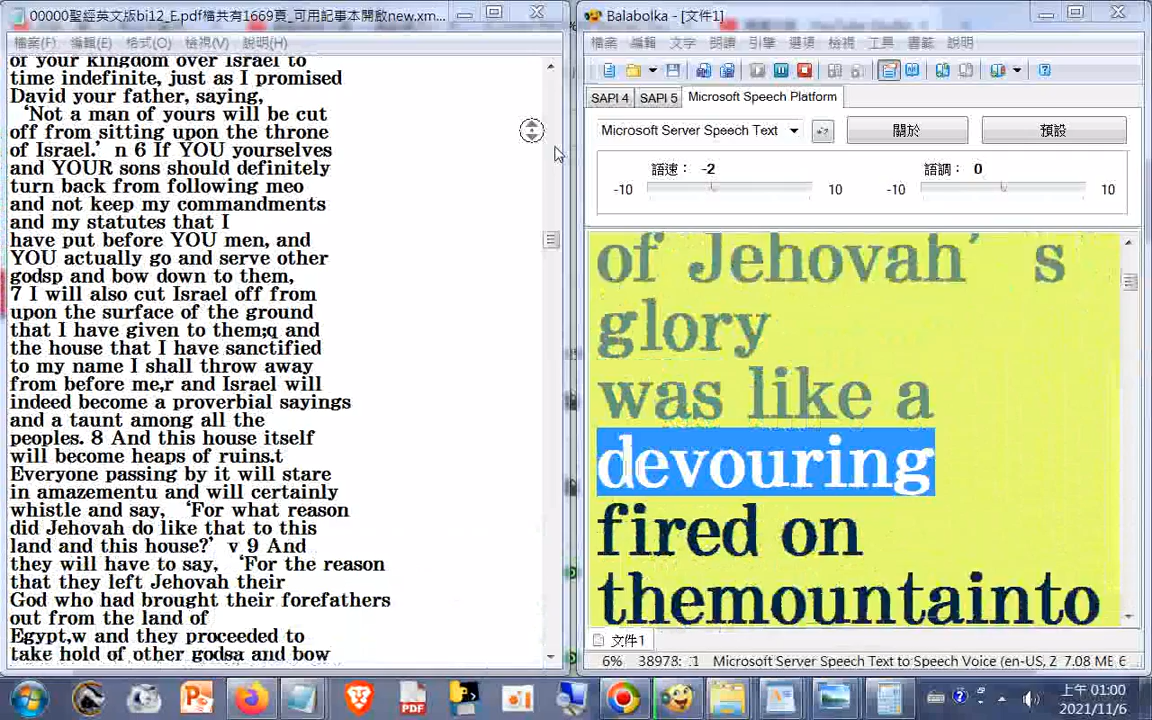 00000聖經英文版bi12_E.pdf檔共有1669頁_可用記事本開啟new.xm...
檔案(F) 編輯(E) 格式(O) 檢視(V) 說明(H)
of your kingdom over Israel to
time indefinite, just as I promised
David your father, saying,
‘Not a man of yours will be cut
off from sitting upon the throne
of Israel.’ n 6 If YOU yourselves
and YOUR sons should definitely
turn back from following meo
and not keep my commandments
and my statutes that I
have put before YOU men, and
YOU actually go and serve other
godsp and bow down to them,
7 I will also cut Israel off from
upon the surface of the ground
that I have given to them;q and
the house that I have sanctified
to my name I shall throw away
from before me,r and Israel will
indeed become a proverbial sayings
and a taunt among all the
peoples. 8 And this house itself
will become heaps of ruins.t
Everyone passing by it will stare
in amazementu and will certainly
whistle and say, ‘For what reason
did Jehovah do like that to this
land and this house?’ v 9 And
they will have to say, ‘For the reason
that they left Jehovah their
God who had brought their forefathers
out from the land of
Egypt,w and they proceeded to
take hold of other godsa and bow
Balabolka - [文件1]
檔案 編輯 文字 朗讀 引擎 選項 檢視 工具 書籤 說明
SAPI 4 SAPI 5 Microsoft Speech Platform
Microsoft Server Speech Text 關於 預設
語速： -2 語調： 0
-10 10 -10 10
of Jehovah’s
glory
was like a
devouring
fired on
themountainto
文件1
6% 38978: :1 Microsoft Server Speech Text to Speech Voice (en-US, Z 7.08 MB 6
PDF
上午 01:00
2021/11/6